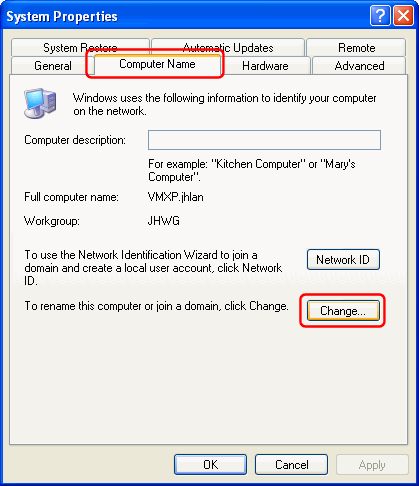 System Properties
System Restore Automatic Updates Remote
General Computer Name Hardware Advanced
Windows uses the following information to identify your computer
on the network.
Computer description:
For example: "Kitchen Computer" or "Mary's
Computer".
Full computer name: VMXP.jhlan
Workgroup: JHWG
To use the Network Identification Wizard to join a
domain and create a local user account, click Network
ID.
Network ID
To rename this computer or join a domain, click Change.
Change...
OK Cancel Apply